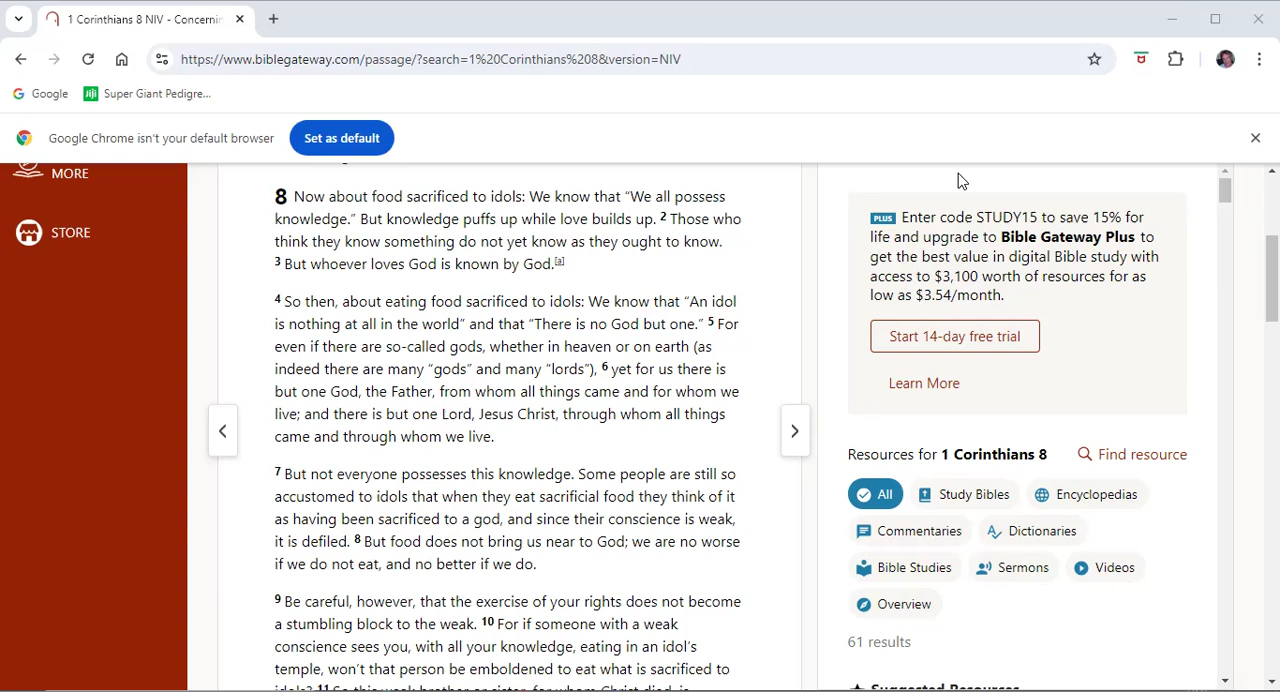 1 Corinthians 8 NIV - Concernin
https://www.biblegateway.com/passage/?search=1%20Corinthians%208&version=NIV
Google
Jiji
Super Giant Pedigre...
Google Chrome isn't your default browser
Set as default
MORE
STORE
8 Now about food sacrificed to idols: We know that “We all possess
knowledge.” But knowledge puffs up while love builds up. 2 Those who
think they know something do not yet know as they ought to know.
3 But whoever loves God is known by God.[a]
4 So then, about eating food sacrificed to idols: We know that “An idol
is nothing at all in the world” and that “There is no God but one.” 5 For
even if there are so-called gods, whether in heaven or on earth (as
indeed there are many “gods” and many “lords”), 6 yet for us there is
but one God, the Father, from whom all things came and for whom we
live; and there is but one Lord, Jesus Christ, through whom all things
came and through whom we live.
7 But not everyone possesses this knowledge. Some people are still so
accustomed to idols that when they eat sacrificial food they think of it
as having been sacrificed to a god, and since their conscience is weak,
it is defiled. 8 But food does not bring us near to God; we are no worse
if we do not eat, and no better if we do.
9 Be careful, however, that the exercise of your rights does not become
a stumbling block to the weak. 10 For if someone with a weak
conscience sees you, with all your knowledge, eating in an idol’s
temple, won’t that person be emboldened to eat what is sacrificed to
idols? 11 So this weak brother or sister, for whom Christ died, is
PLUS Enter code STUDY15 to save 15% for
life and upgrade to Bible Gateway Plus to
get the best value in digital Bible study with
access to $3,100 worth of resources for as
low as $3.54/month.
Start 14-day free trial
Learn More
Resources for 1 Corinthians 8
Find resource
All
Study Bibles
Encyclopedias
Commentaries
Dictionaries
Bible Studies
Sermons
Videos
Overview
61 results
Suggested Resources